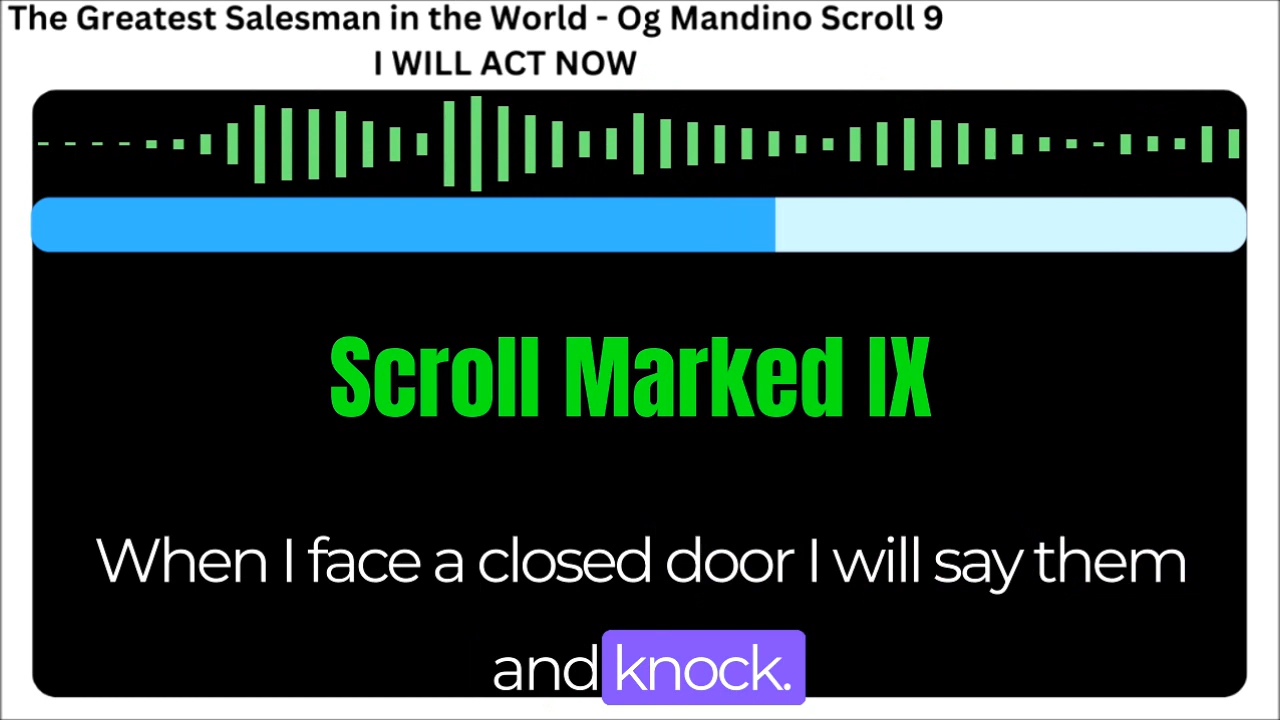 The Greatest Salesman in the World - Og Mandino Scroll 9
I WILL ACT NOW
Scroll Marked IX
When I face a closed door I will say them
and knock.